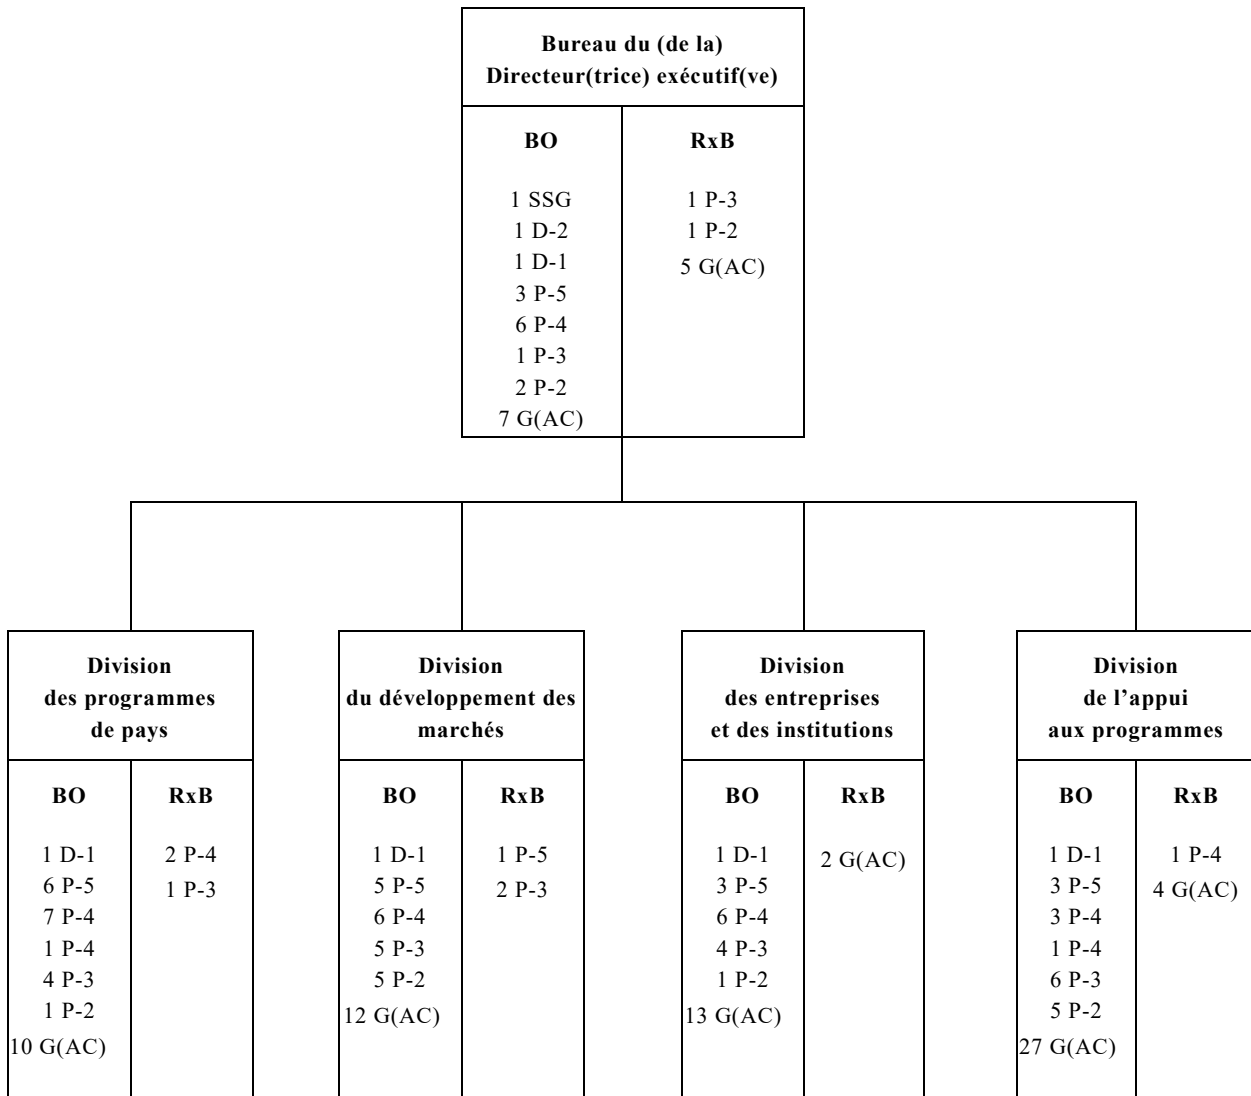 Bureau du (de la)
Directeur(trice) exécutif(ve)
BO
RxB
1 SSG
1 D-2
1 D-1
3 P-5
6 P-4
1 P-3
2 P-2
7 G(AC)
1 P-3
1 P-2
5 G(AC)
Division
des programmes
de pays
BO
RxB
1 D-1
6 P-5
7 P-4
1 P-4
4 P-3
1 P-2
10 G(AC)
2 P-4
1 P-3
Division
du développement des
marchés
BO
RxB
1 D-1
5 P-5
6 P-4
5 P-3
5 P-2
12 G(AC)
1 P-5
2 P-3
Division
des entreprises
et des institutions
BO
RxB
1 D-1
3 P-5
6 P-4
4 P-3
1 P-2
13 G(AC)
2 G(AC)
Division
de l’appui
aux programmes
BO
RxB
1 D-1
3 P-5
3 P-4
1 P-4
6 P-3
5 P-2
27 G(AC)
1 P-4
4 G(AC)